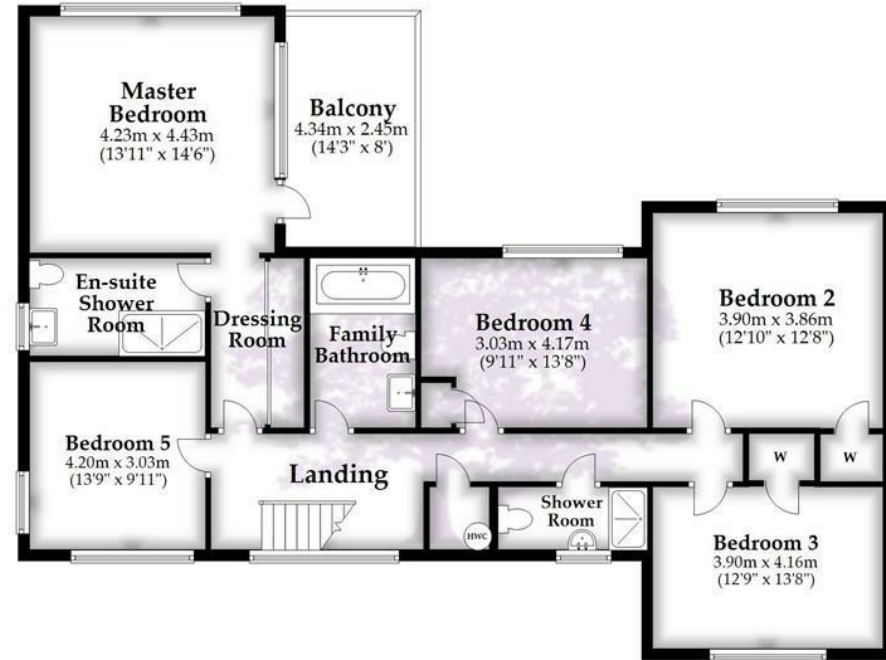 Master
Bedroom
4.23m x 4.43m
(13'11" x 14'6")
Balcony
4.34m x 2.45m
(14'3" x 8')
En-suite
Shower
Room
Dressing
Room
Family
Bathroom
Bedroom 4
3.03m x 4.17m
(9'11" x 13'8")
Bedroom 2
3.90m x 3.86m
(12'10" x 12'8")
Bedroom 5
4.20m x 3.03m
(13'9" x 9'11")
Landing
W
W
HWC
Shower
Room
Bedroom 3
3.90m x 4.16m
(12'9" x 13'8")